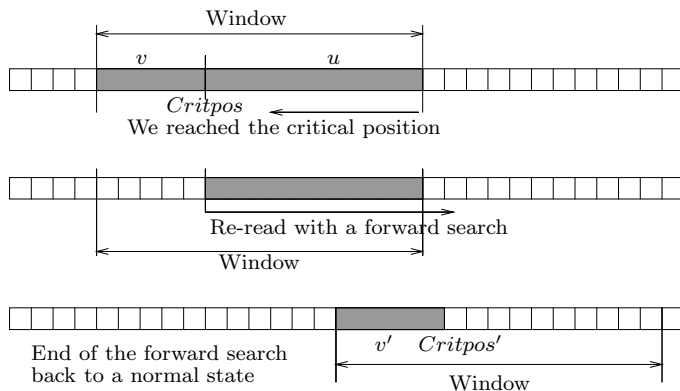 Window
v u
Critpos
We reached the critical position
Re-read with a forward search
Window
v' Critpos'
End of the forward search
back to a normal state
Window